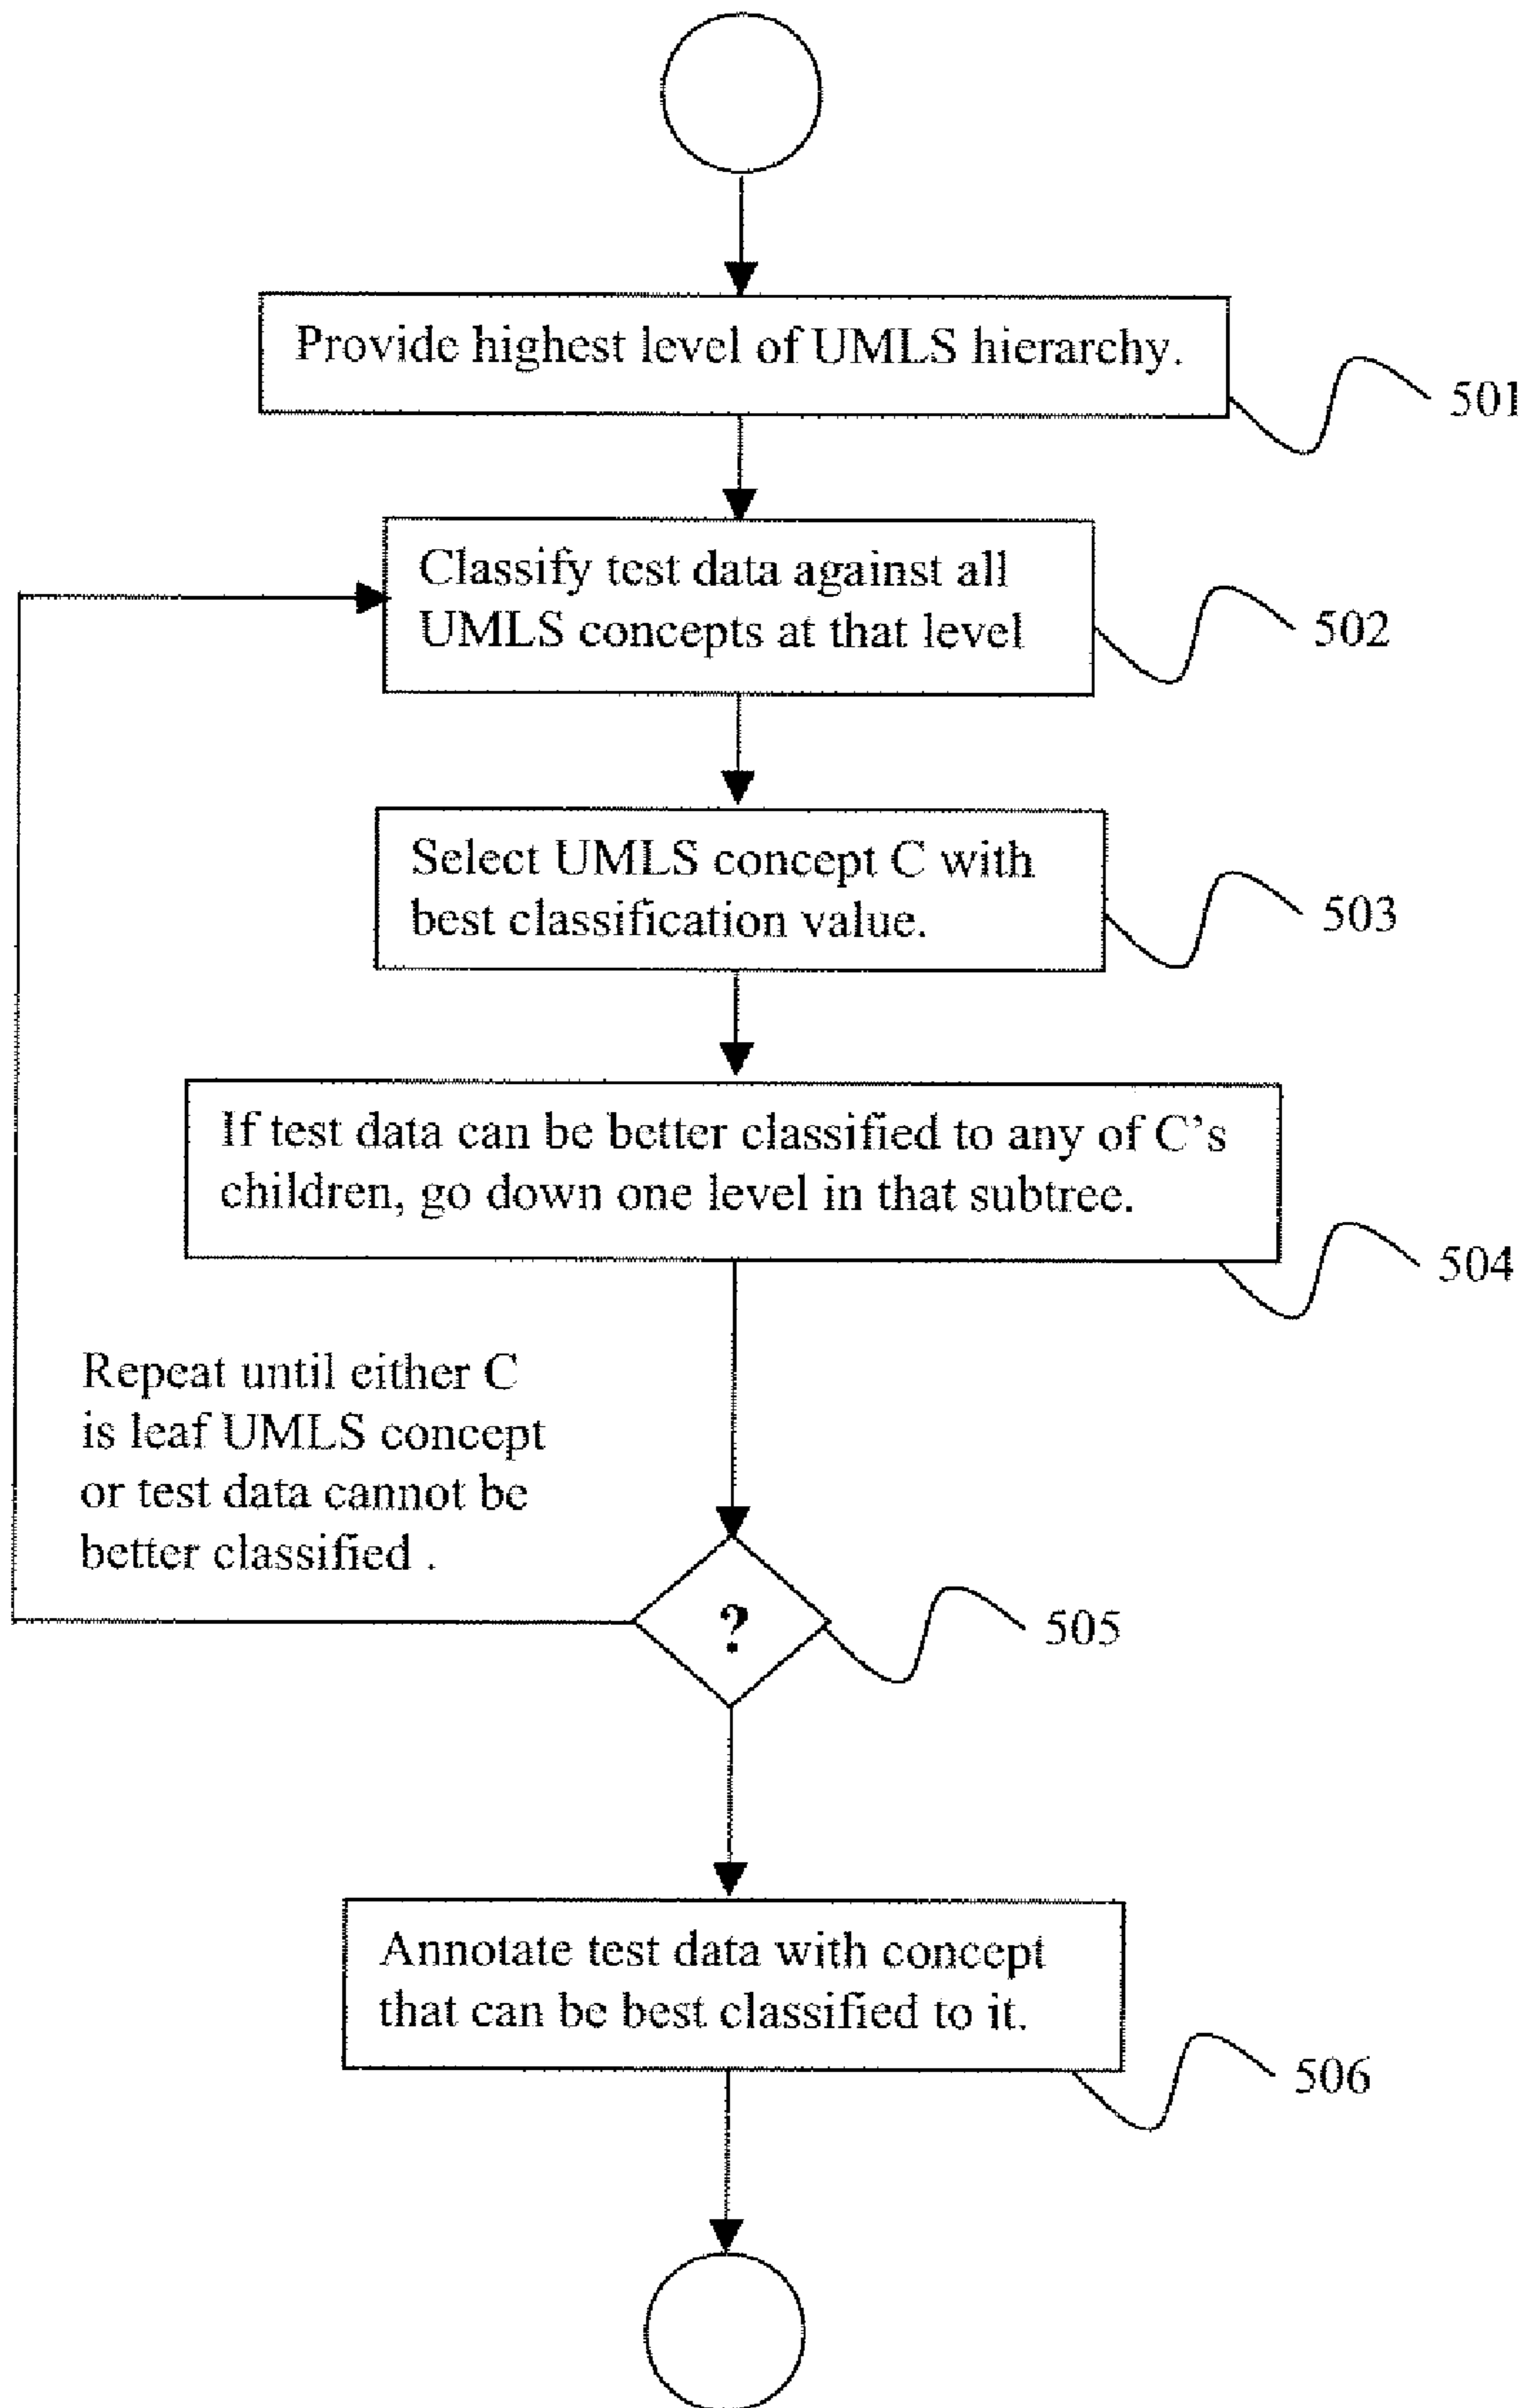 Provide highest level of UMLS hierarchy.
501
Classify test data against all
UMLS concepts at that level
502
Select UMLS concept C with
best classification value.
503
If test data can be better classified to any of C's
children, go down one level in that subtree.
504
Repeat until either C
is leaf UMLS concept
or test data cannot be
better classified .
?
505
Annotate test data with concept
that can be best classified to it.
506